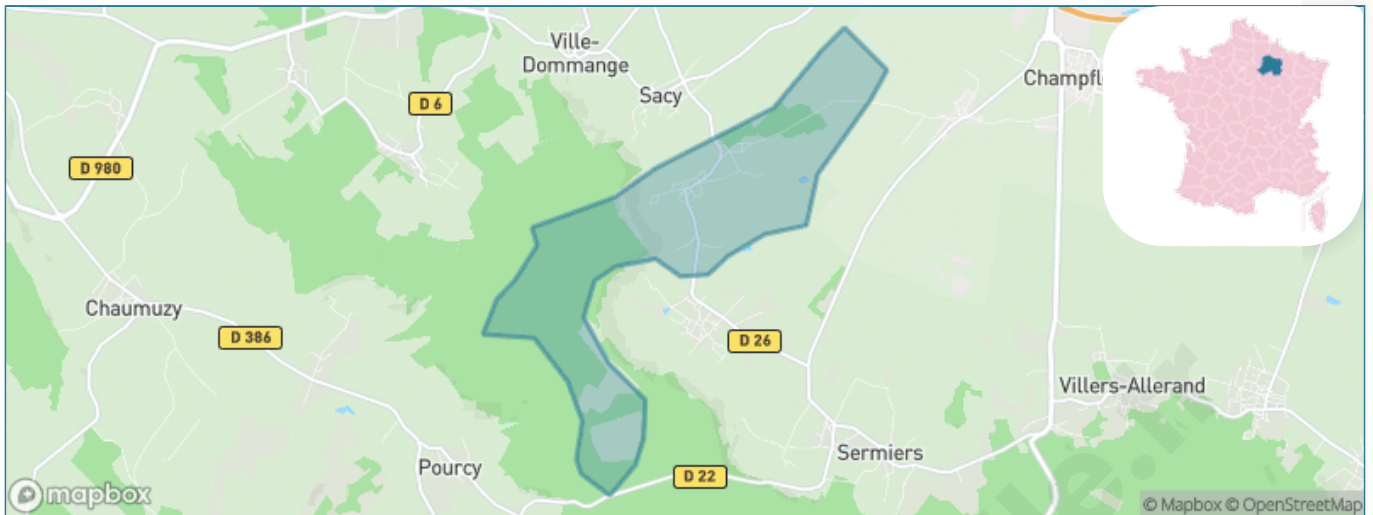 Ville-
Dommange
Sacy
Champfl
D 6
D 980
Chaumuzy
D 386
D 26
Villers-Allerand
Sermiers
Pourcy
D 22
mapbox
© Mapbox © OpenStreetMap